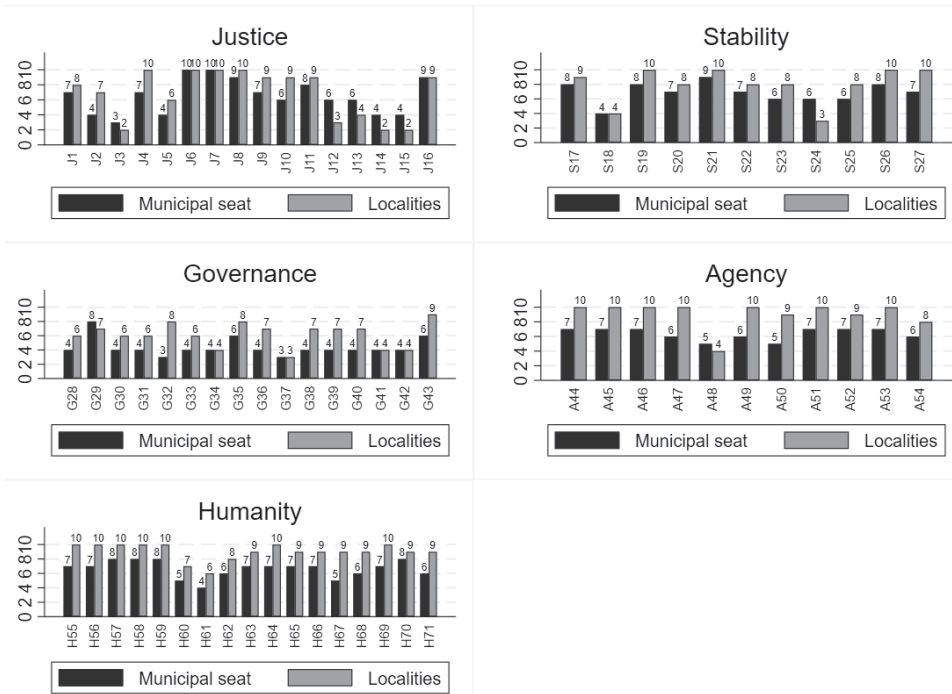 Justice
0 2 4 6 8 10
7 8 4 7 3 2 7 10 4 6 10 10 10 10 9 10 7 9 6 9 8 9 6 3 6 4 4 2 4 2 9 9
J1 J2 J3 J4 J5 J6 J7 J8 J9 J10 J11 J12 J13 J14 J15 J16
Municipal seat Localities
Stability
0 2 4 6 8 10
8 9 4 4 8 10 7 8 9 10 7 8 6 8 6 3 6 8 8 10 7 10
S17 S18 S19 S20 S21 S22 S23 S24 S25 S26 S27
Municipal seat Localities
Governance
0 2 4 6 8 10
4 6 8 7 4 6 4 6 3 8 4 6 4 4 6 8 4 7 3 3 4 7 4 7 4 7 4 4 4 4 6 9
G28 G29 G30 G31 G32 G33 G34 G35 G36 G37 G38 G39 G40 G41 G42 G43
Municipal seat Localities
Agency
0 2 4 6 8 10
7 10 7 10 7 10 6 10 5 4 6 10 5 9 7 10 7 9 7 10 6 8
A44 A45 A46 A47 A48 A49 A50 A51 A52 A53 A54
Municipal seat Localities
Humanity
0 2 4 6 8 10
7 10 7 10 8 10 8 10 8 10 5 7 4 6 6 8 7 9 7 10 7 9 7 9 5 9 6 9 7 10 8 9 6 9
H55 H56 H57 H58 H59 H60 H61 H62 H63 H64 H65 H66 H67 H68 H69 H70 H71
Municipal seat Localities